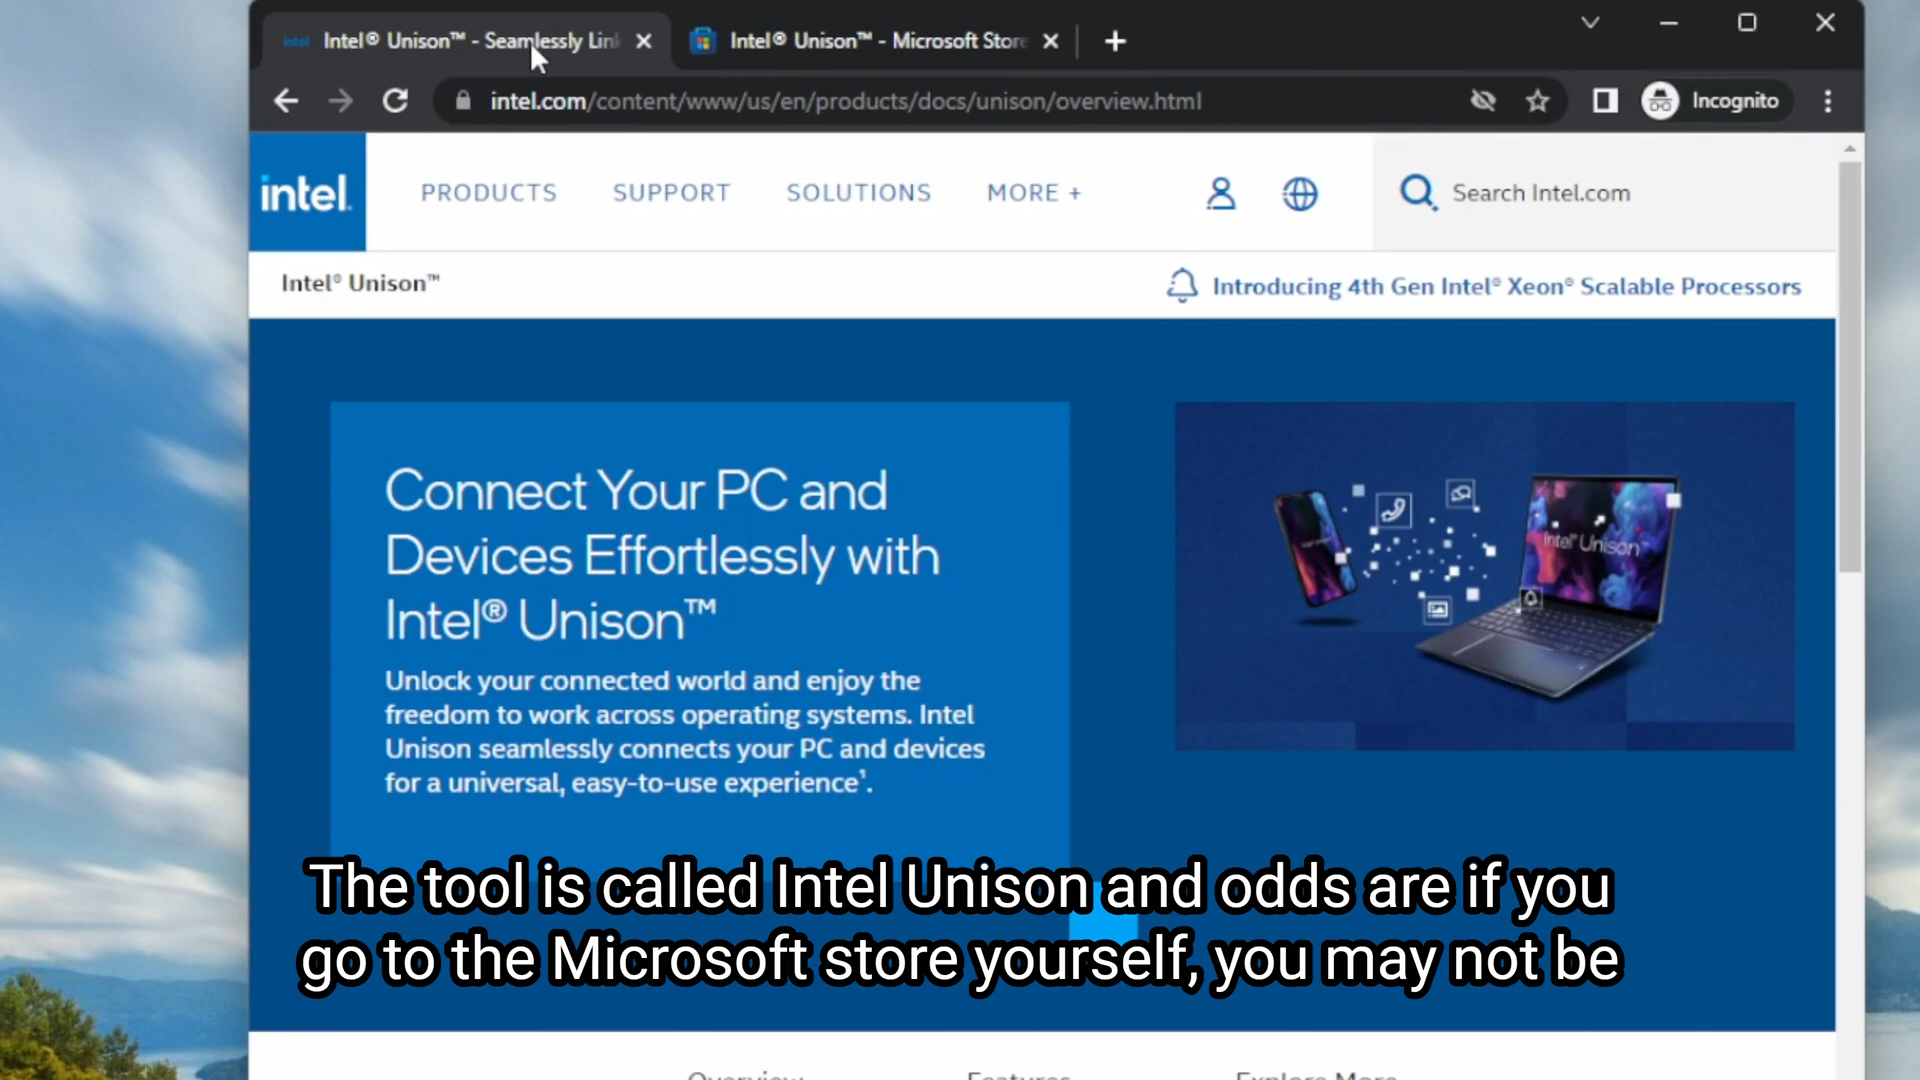 intel Intel® Unison™ - Seamlessly Lin
Intel® Unison™ - Microsoft Store
intel.com/content/www/us/en/products/docs/unison/overview.html
Incognito
intel.
PRODUCTS
SUPPORT
SOLUTIONS
MORE +
Search Intel.com
Intel® Unison™
Introducing 4th Gen Intel® Xeon® Scalable Processors
Connect Your PC and
Devices Effortlessly with
Intel® Unison™
Unlock your connected world and enjoy the
freedom to work across operating systems. Intel
Unison seamlessly connects your PC and devices
for a universal, easy-to-use experience¹.
Intel® Unison™
The tool is called Intel Unison and odds are if you
go to the Microsoft store yourself, you may not be
Overview
Features
Explore More